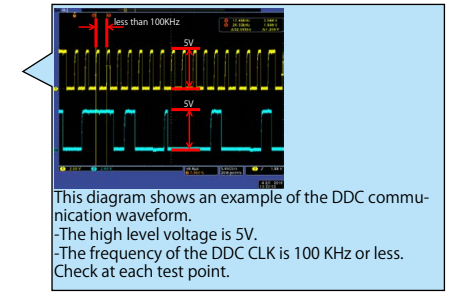 less than 100KHz
5V
5V
This diagram shows an example of the DDC commu-
nication waveform.
-The high level voltage is 5V.
-The frequency of the DDC CLK is 100 KHz or less.
Check at each test point.